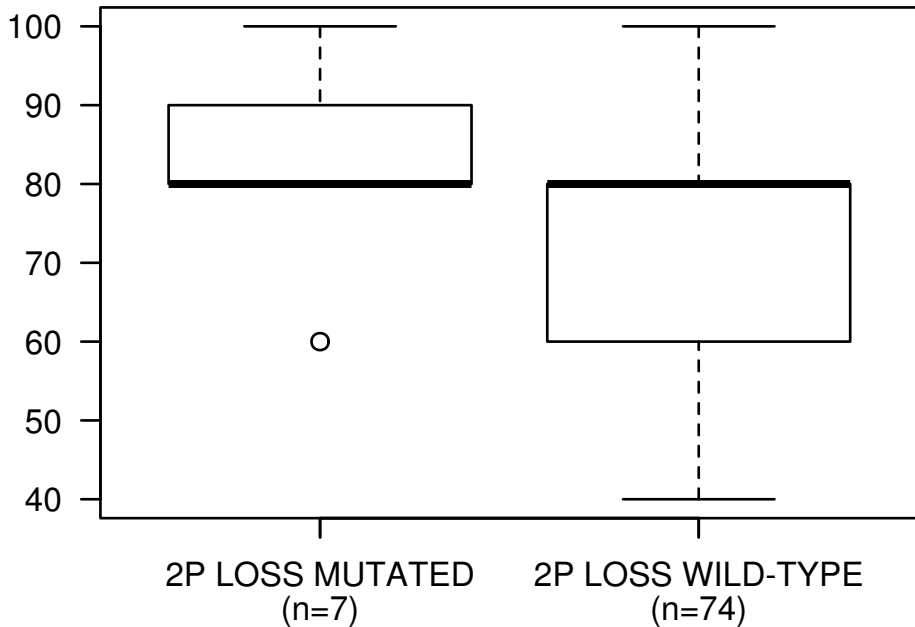 100
90
80
70
60
50
40
2P LOSS MUTATED
(n=7)
2P LOSS WILD-TYPE
(n=74)